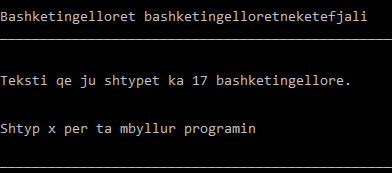 Bashketingelloret bashketingelloretneketefjali
Teksti qe ju shtypet ka 17 bashketingellore.
Shtyp x per ta mbyllur programin